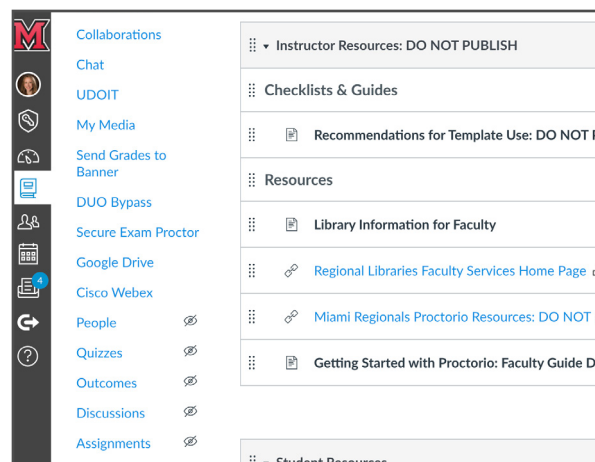 M
Collaborations
Chat
UDOIT
My Media
Send Grades to
Banner
DUO Bypass
Secure Exam Proctor
Google Drive
Cisco Webex
People
Quizzes
Outcomes
Discussions
Assignments
4
Instructor Resources: DO NOT PUBLISH
Checklists & Guides
Recommendations for Template Use: DO NOT
Resources
Library Information for Faculty
Regional Libraries Faculty Services Home Page
Miami Regionals Proctorio Resources: DO NOT
Getting Started with Proctorio: Faculty Guide D
Student Resources